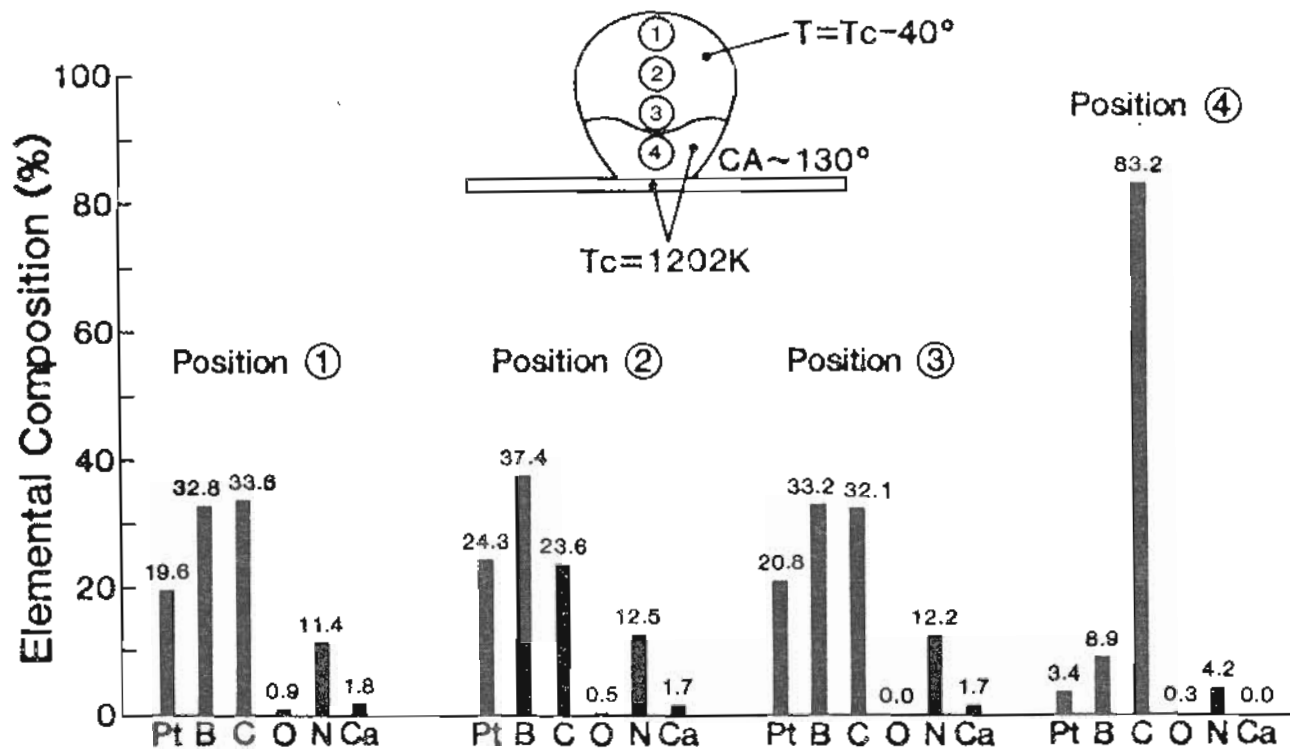 Elemental Composition (%)
100
80
60
40
20
0
1
2
3
4
T=Tc-40°
CA~130°
Tc=1202K
Position ①
19.6
32.8
33.6
0.9
11.4
1.8
Pt B C O N Ca
Position ②
24.3
37.4
23.6
0.5
12.5
1.7
Pt B C O N Ca
Position ③
20.8
33.2
32.1
0.0
12.2
1.7
Pt B C O N Ca
Position ④
3.4
8.9
83.2
0.3
4.2
0.0
Pt B C O N Ca